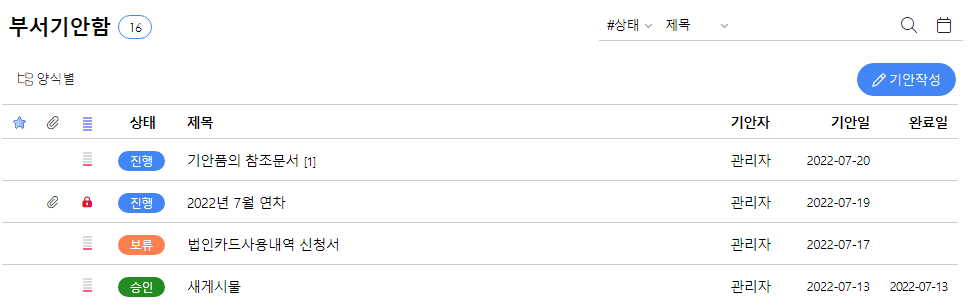 부서기안함 16 #상태 제목
양식별 기안작성
상태 제목 기안자 기안일 완료일
진행 기안품의 참조문서 [1] 관리자 2022-07-20
진행 2022년 7월 연차 관리자 2022-07-19
보류 법인카드사용내역 신청서 관리자 2022-07-17
승인 새게시물 관리자 2022-07-13 2022-07-13